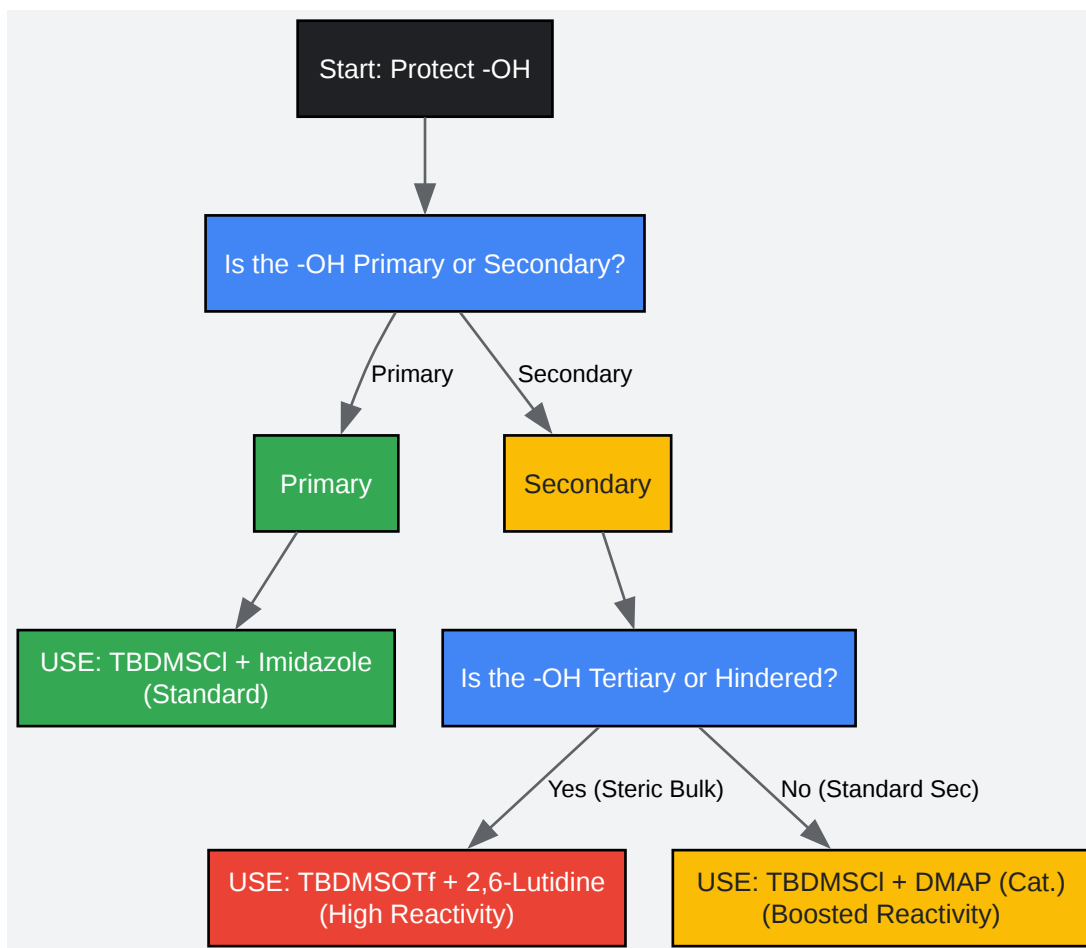 Start: Protect -OH
Is the -OH Primary or Secondary?
Primary
Secondary
Primary
Secondary
USE: TBDMSCl + Imidazole
(Standard)
Is the -OH Tertiary or Hindered?
Yes (Steric Bulk)
No (Standard Sec)
USE: TBDMSOTf + 2,6-Lutidine
(High Reactivity)
USE: TBDMSCl + DMAP (Cat.)
(Boosted Reactivity)